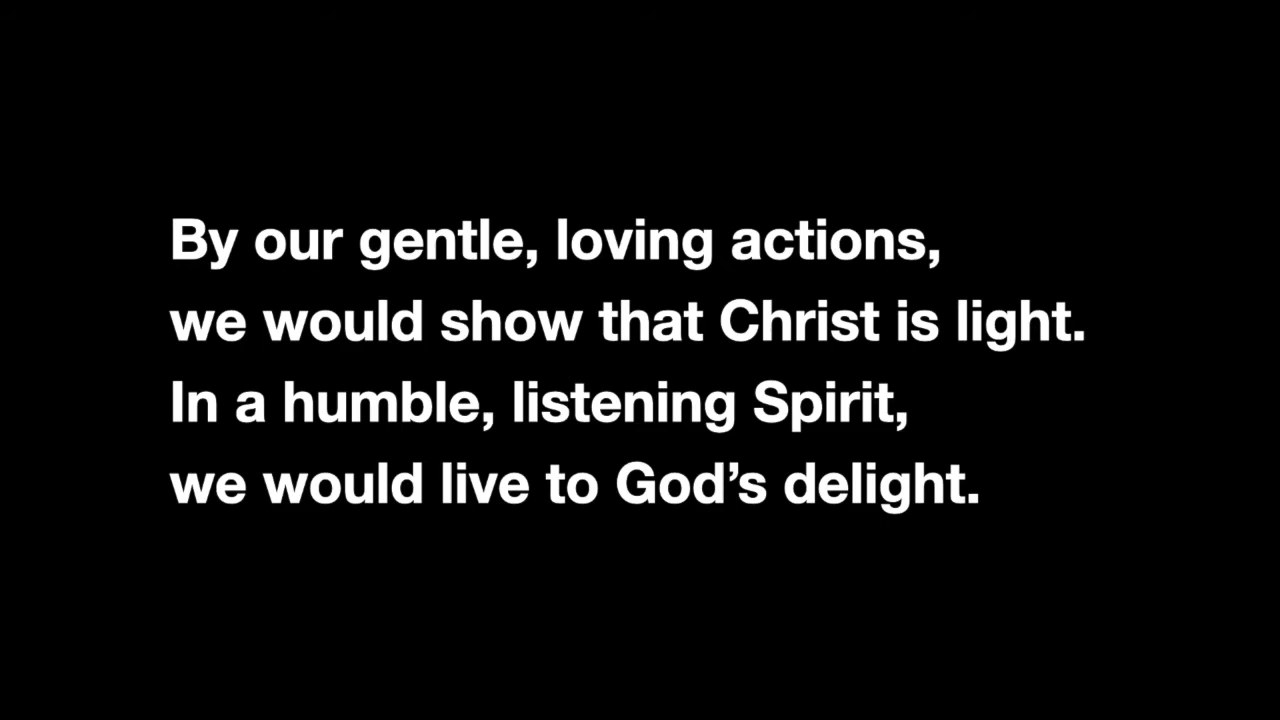 By our gentle, loving actions,
we would show that Christ is light.
In a humble, listening Spirit,
we would live to God’s delight.